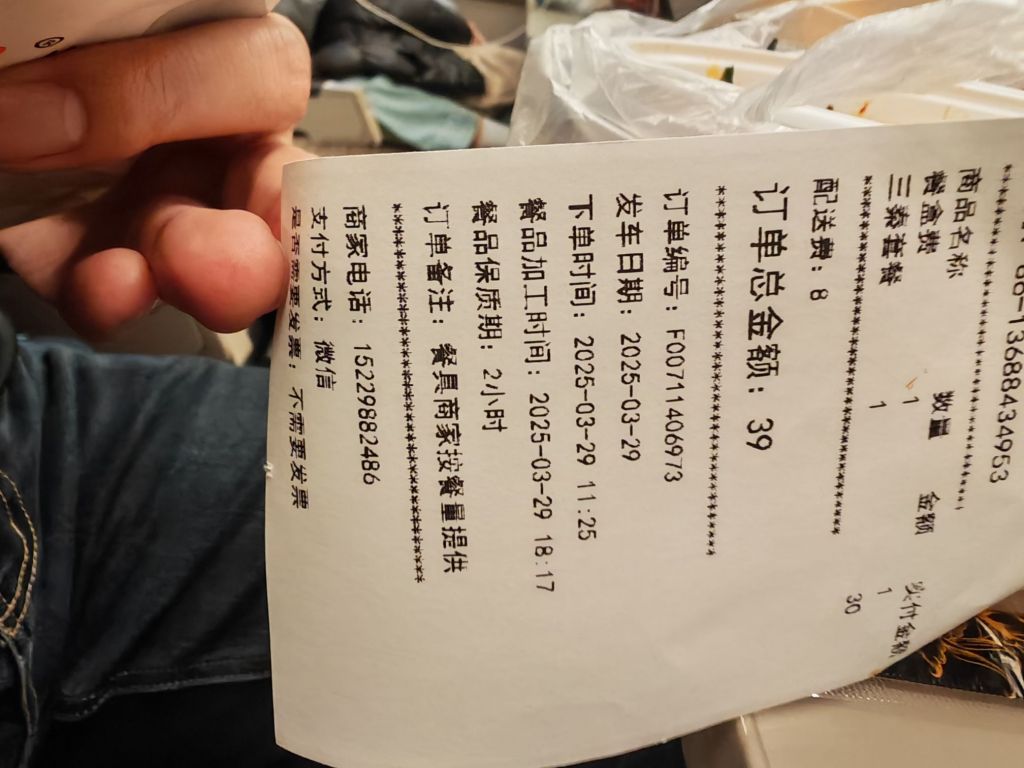 86-13688434953
************************
商品名称 数量 金额 实付金额
餐盒费 1 1
三素套餐 1 30
************************
配送费：8
订单总金额：39
************************
订单编号：F00711406973
发车日期：2025-03-29
下单时间：2025-03-29 11:25
餐品加工时间：2025-03-29 18:17
餐品保质期：2小时
订单备注：餐具商家按餐量提供
************************
商家电话：15229882486
支付方式：微信
是否需要发票：不需要发票
®